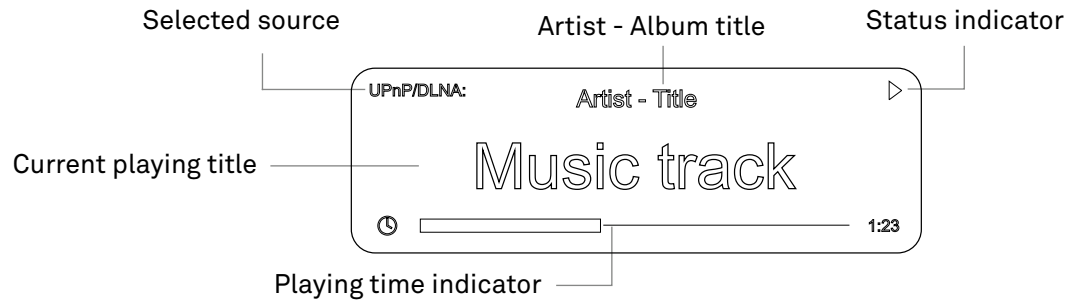 Selected source
Artist - Album title
Status indicator
UPnP/DLNA:
Artist - Title
Current playing title
Music track
1:23
Playing time indicator